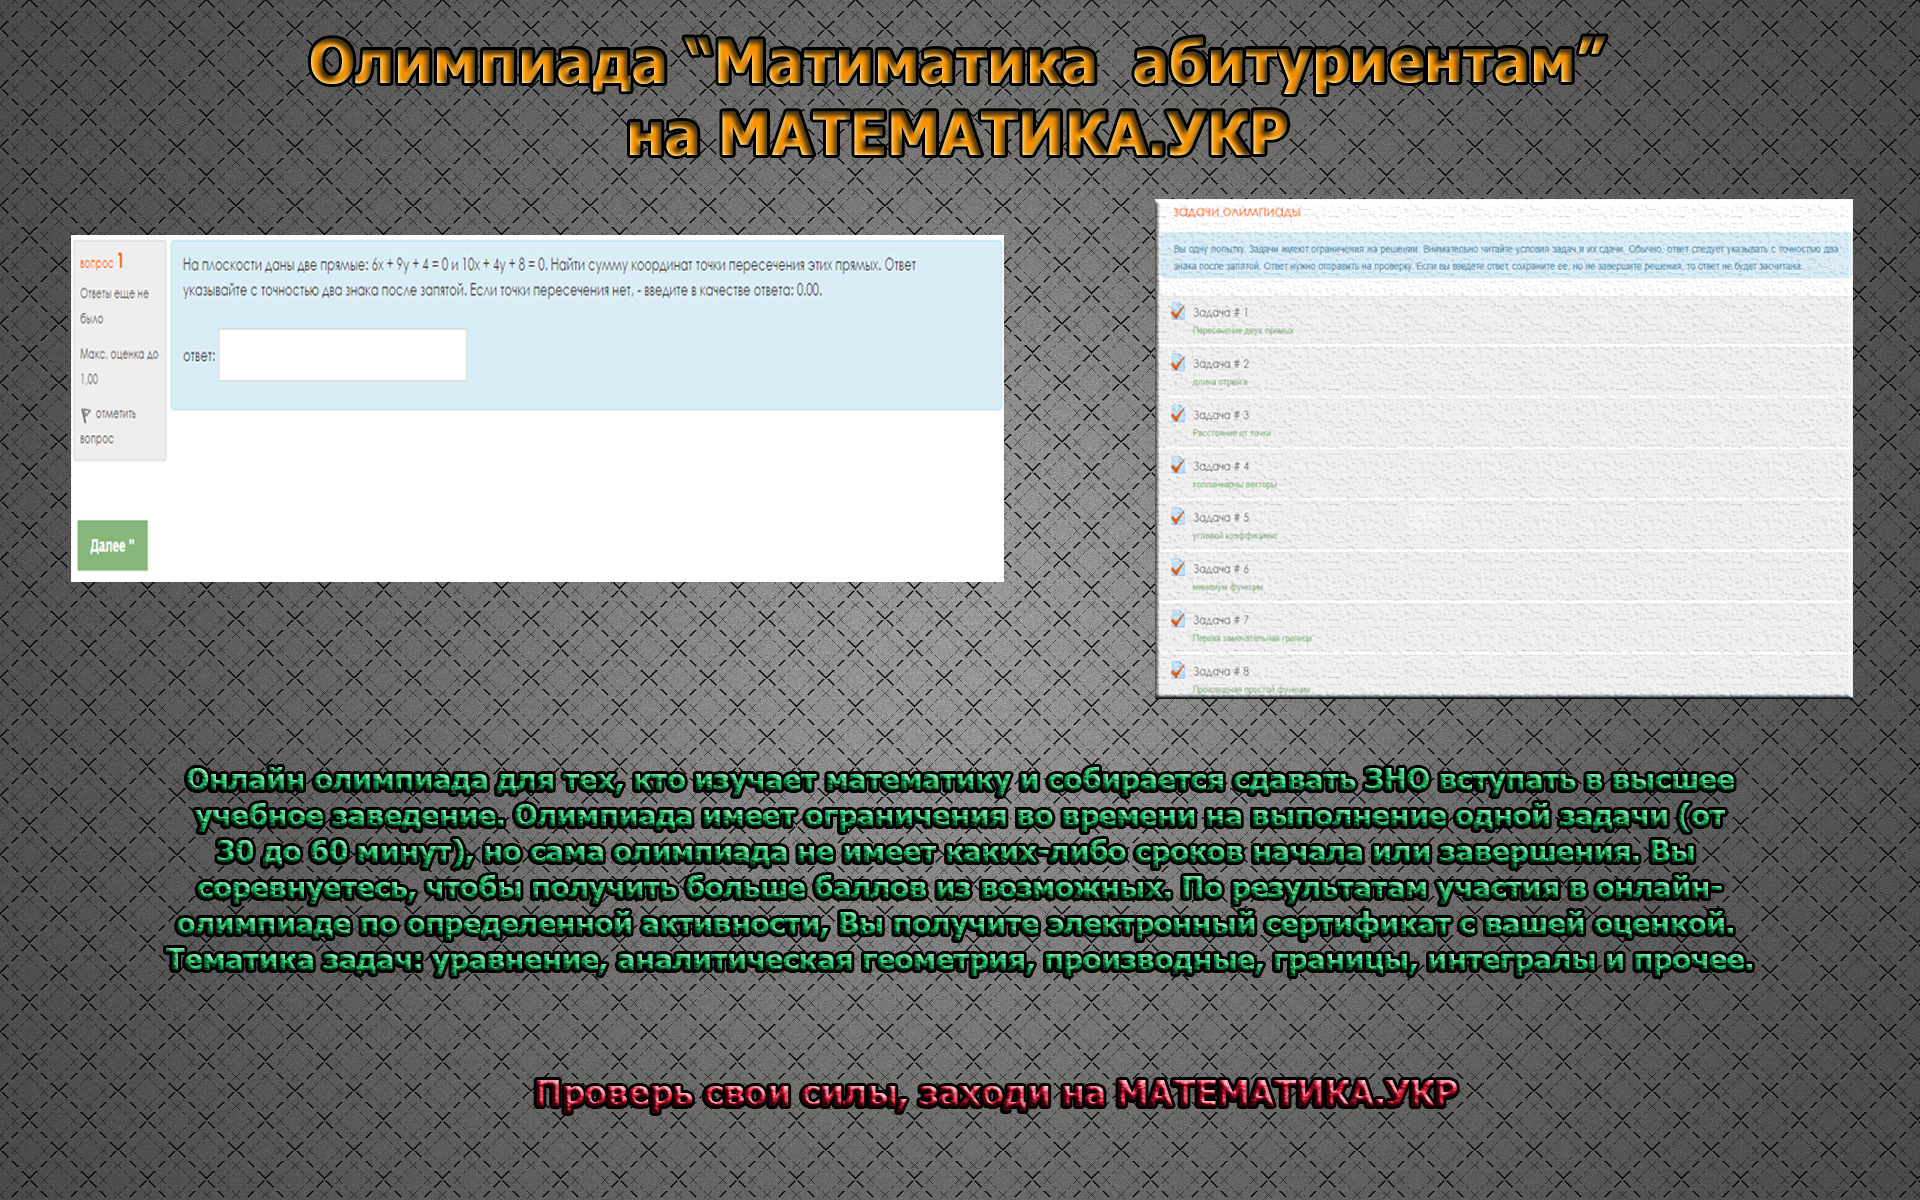 Олимпиада “Матиматика абитуриентам”
на МАТЕМАТИКА.УКР
вопрос 1
Ответы еще не
было
Макс. оценка до
1,00
отметить
вопрос
На плоскости даны две прямые: 6x + 9y + 4 = 0 и 10x + 4y + 8 = 0. Найти сумму координат точки пересечения этих прямых. Ответ
указывайте с точностью два знака после запятой. Если точки пересечения нет, - введите в качестве ответа: 0.00.
ответ:
Далее "
задачи олимпиады
Вы одну попытку. Задачи имеют ограничения на решении. Внимательно читайте условия задач и их сдачи. Обычно, ответ следует указывать с точностью два
знака после запятой. Ответ нужно отправить на проверку. Если вы введете ответ, сохраните ее, но не завершите решения, то ответ не будет засчитана.
Задача # 1
Пересечение двух прямых
Задача # 2
длина отрезка
Задача # 3
Расстояние от точки
Задача # 4
коллинеарны векторы
Задача # 5
угловой коэффициент
Задача # 6
минимум функции
Задача # 7
Первая замечательная граница
Задача # 8
Производная простой функции
Онлайн олимпиада для тех, кто изучает математику и собирается сдавать ЗНО вступать в высшее
учебное заведение. Олимпиада имеет ограничения во времени на выполнение одной задачи (от
30 до 60 минут), но сама олимпиада не имеет каких-либо сроков начала или завершения. Вы
соревнуетесь, чтобы получить больше баллов из возможных. По результатам участия в онлайн-
олимпиаде по определенной активности, Вы получите электронный сертификат с вашей оценкой.
Тематика задач: уравнение, аналитическая геометрия, производные, границы, интегралы и прочее.
Проверь свои силы, заходи на МАТЕМАТИКА.УКР